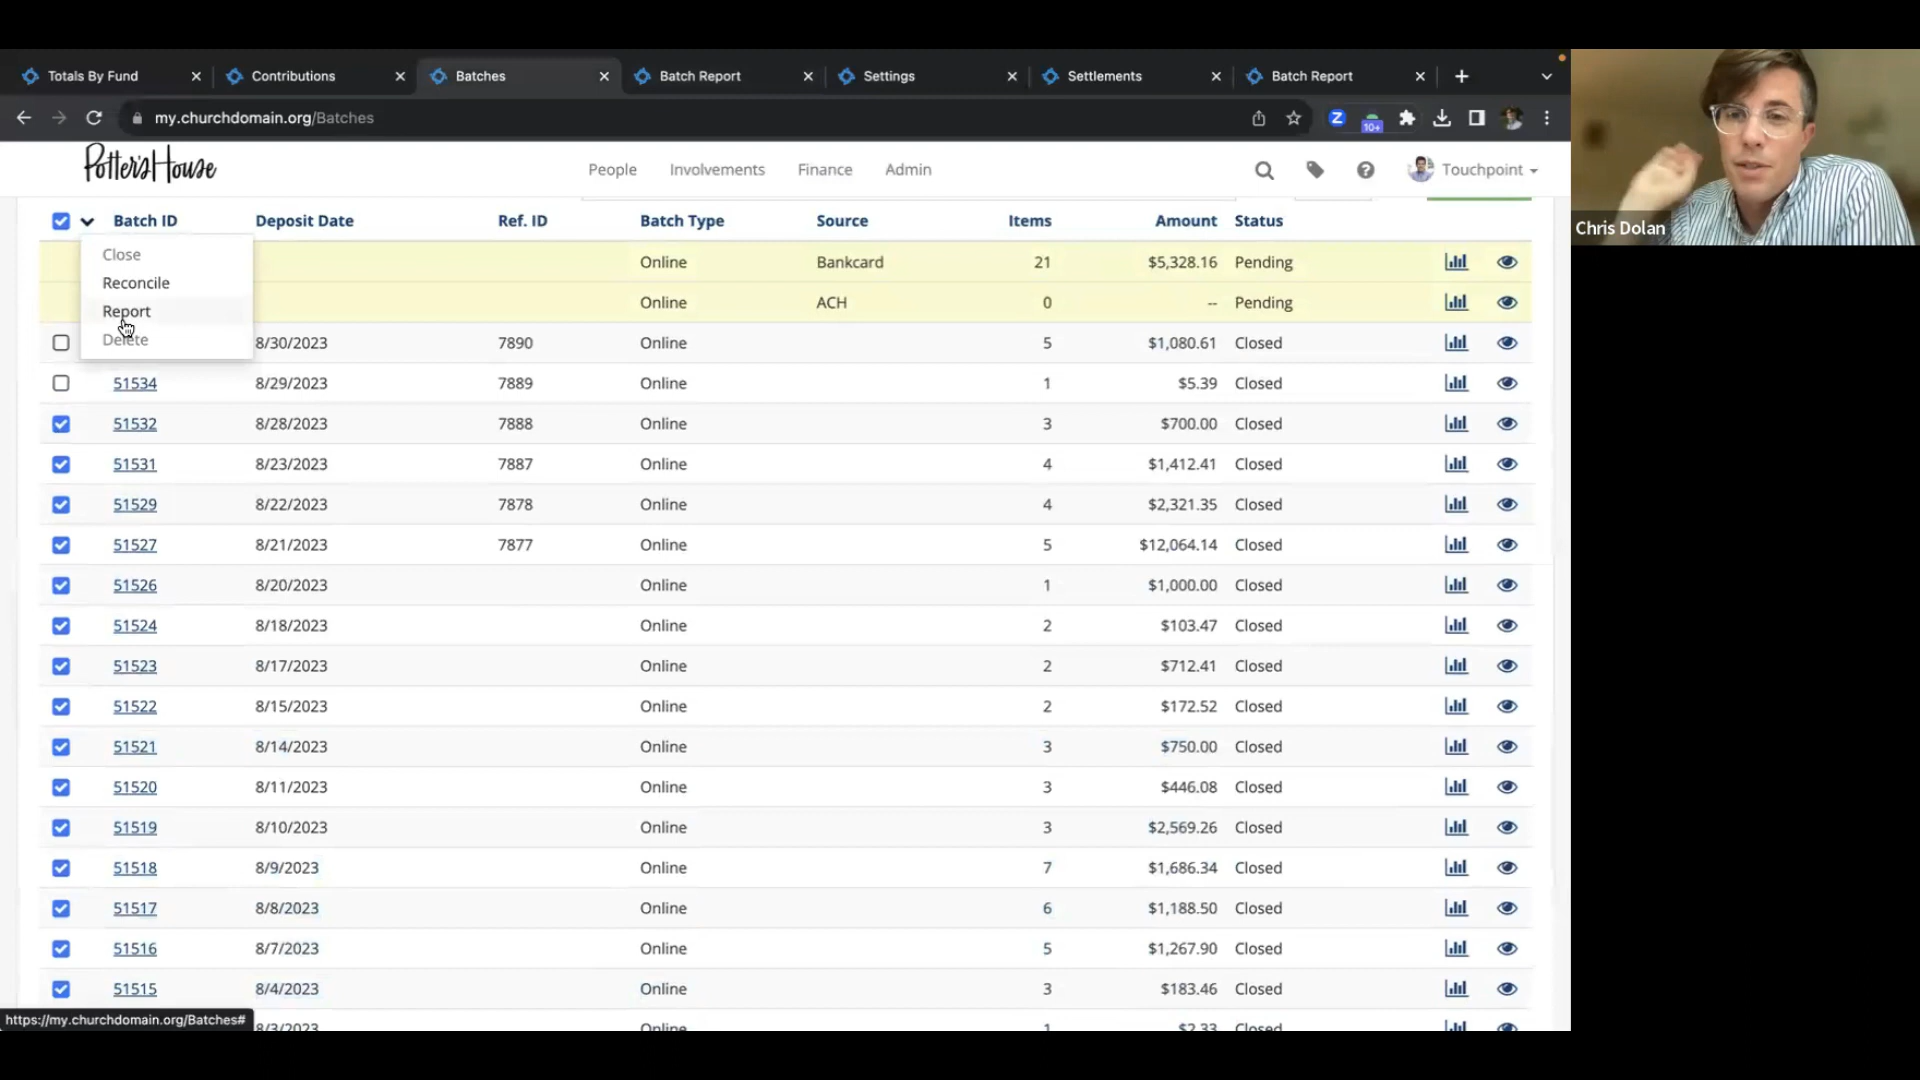 Totals By Fund
Contributions
Batches
Batch Report
Settings
Settlements
Batch Report
my.churchdomain.org/Batches
Z
10+
Potter's House
People
Involvements
Finance
Admin
Touchpoint
Chris Dolan
Batch ID Deposit Date Ref. ID Batch Type Source Items Amount Status
Close
Reconcile
Report
Delete
Online Bankcard 21 $5,328.16 Pending
Online ACH 0 -- Pending
8/30/2023 7890 Online 5 $1,080.61 Closed
51534 8/29/2023 7889 Online 1 $5.39 Closed
51532 8/28/2023 7888 Online 3 $700.00 Closed
51531 8/23/2023 7887 Online 4 $1,412.41 Closed
51529 8/22/2023 7878 Online 4 $2,321.35 Closed
51527 8/21/2023 7877 Online 5 $12,064.14 Closed
51526 8/20/2023 Online 1 $1,000.00 Closed
51524 8/18/2023 Online 2 $103.47 Closed
51523 8/17/2023 Online 2 $712.41 Closed
51522 8/15/2023 Online 2 $172.52 Closed
51521 8/14/2023 Online 3 $750.00 Closed
51520 8/11/2023 Online 3 $446.08 Closed
51519 8/10/2023 Online 3 $2,569.26 Closed
51518 8/9/2023 Online 7 $1,686.34 Closed
51517 8/8/2023 Online 6 $1,188.50 Closed
51516 8/7/2023 Online 5 $1,267.90 Closed
51515 8/4/2023 Online 3 $183.46 Closed
8/3/2023 Online 1 $2.33 Closed
https://my.churchdomain.org/Batches#